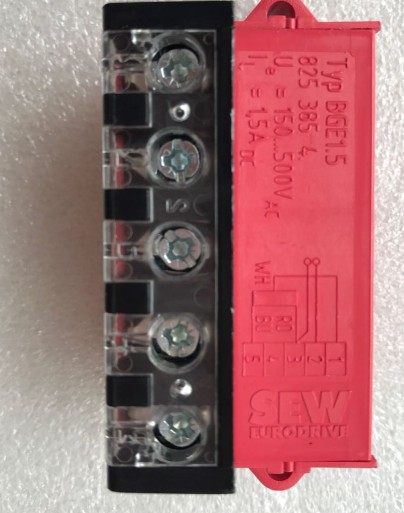 Typ BGE1.5
825 385 4
Ue = 150...500V AC
IL = 1,5A DC
WH
RD
BU
1
2
3
4
5
SEW
EURODRIVE